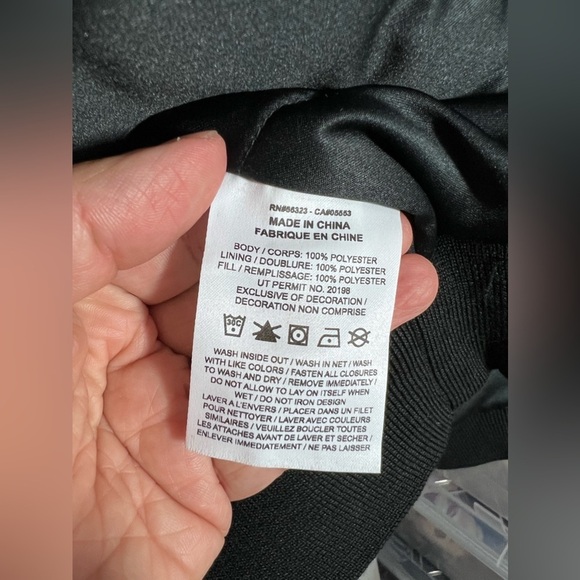 RN#56323 - CA#05553
MADE IN CHINA
FABRIQUE EN CHINE
BODY / CORPS: 100% POLYESTER
LINING / DOUBLURE: 100% POLYESTER
FILL / REMPLISSAGE: 100% POLYESTER
UT PERMIT NO. 20198
EXCLUSIVE OF DECORATION /
DECORATION NON COMPRISE
30C
WASH INSIDE OUT / WASH IN NET / WASH
WITH LIKE COLORS / FASTEN ALL CLOSURES
TO WASH AND DRY / REMOVE IMMEDIATELY /
DO NOT ALLOW TO LAY ON ITSELF WHEN
WET / DO NOT IRON DESIGN
LAVER A L'ENVERS / PLACER DANS UN FILET
POUR NETTOYER / LAVER AVEC COULEURS
SIMILAIRES / VEUILLEZ BOUCLER TOUTES
LES ATTACHES AVANT DE LAVER ET SECHER /
ENLEVER IMMEDIATEMENT / NE PAS LAISSER